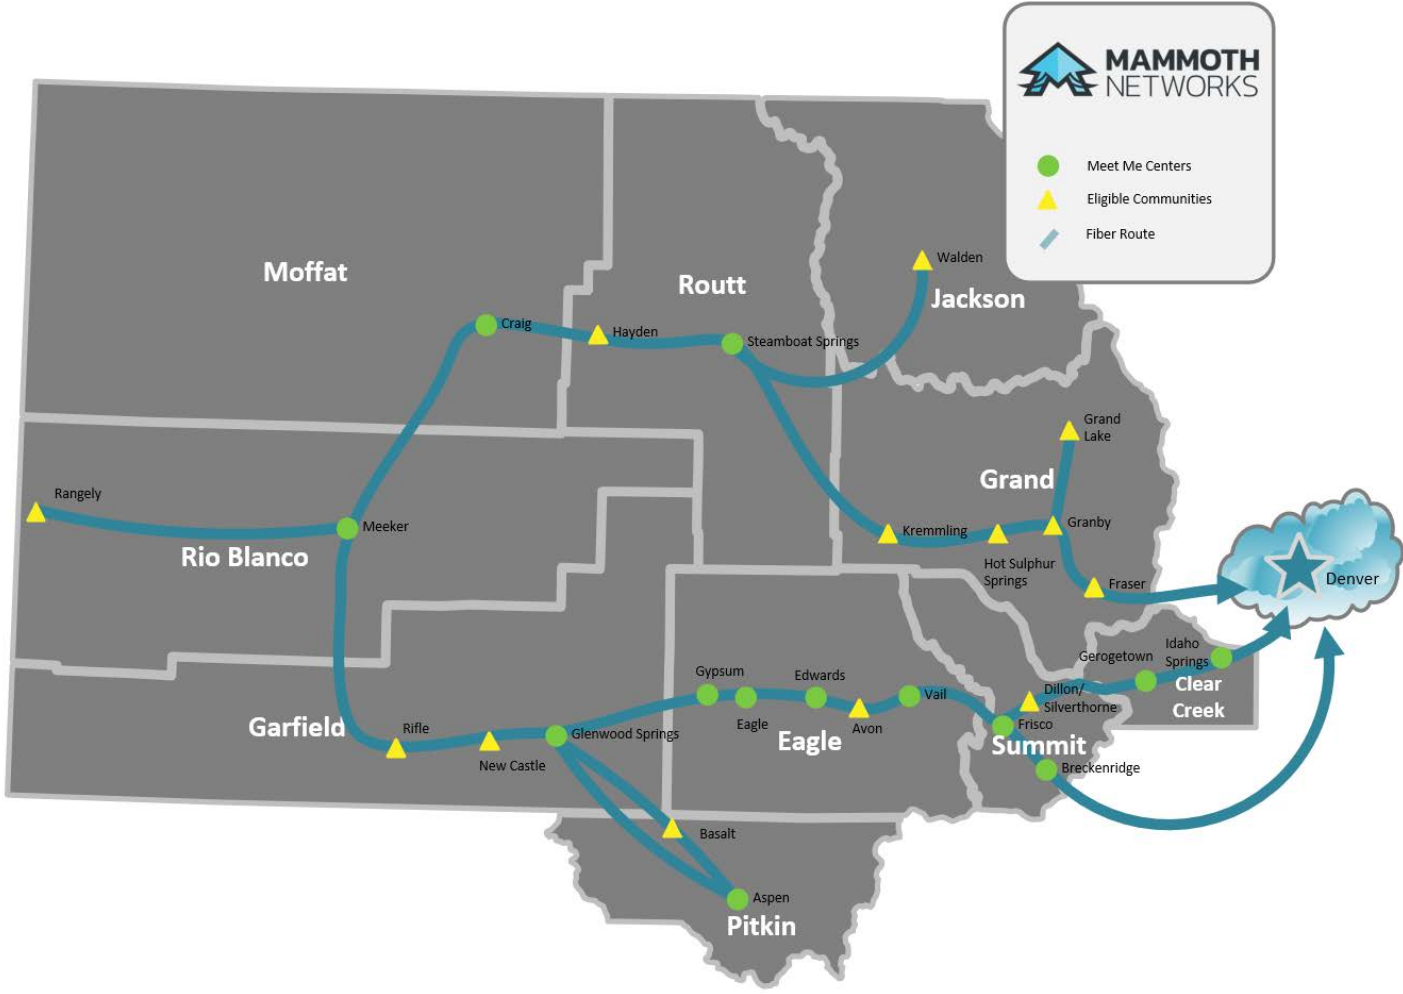 MAMMOTH
NETWORKS
Meet Me Centers
Eligible Communities
Fiber Route
Walden
Moffat
Routt
Jackson
Craig
Hayden
Steamboat Springs
Grand
Lake
Grand
Rangely
Meeker
Kremmling
Granby
Rio Blanco
Hot Sulphur
Springs
Fraser
Denver
Idaho
Springs
Gerogetown
Gypsum
Edwards
Clear
Creek
Dillon/
Silverthorne
Vail
Eagle
Avon
Frisco
Garfield
Rifle
Glenwood Springs
Eagle
Summit
New Castle
Breckenridge
Basalt
Aspen
Pitkin